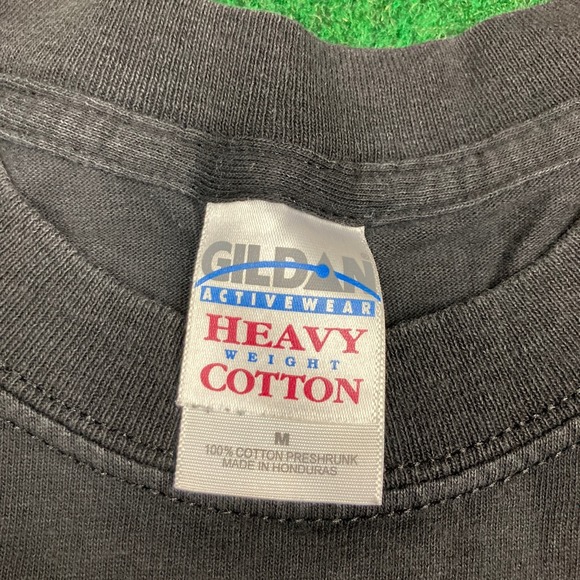 GILDAN
ACTIVEWEAR
HEAVY
WEIGHT
COTTON
M
100% COTTON PRESHRUNK
MADE IN HONDURAS